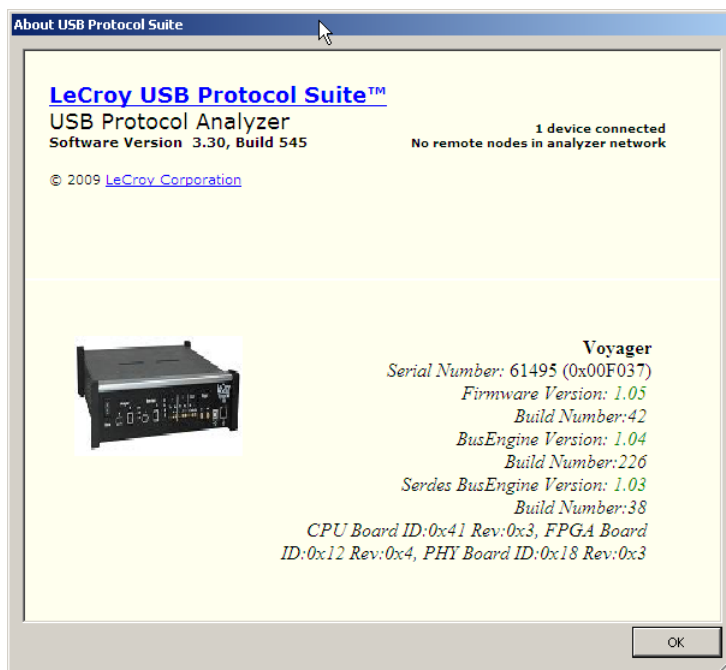 About USB Protocol Suite
LeCroy USB Protocol Suite™
USB Protocol Analyzer
Software Version 3.30, Build 545
1 device connected
No remote nodes in analyzer network
© 2009 LeCroy Corporation
Voyager
Serial Number: 61495 (0x00F037)
Firmware Version: 1.05
Build Number:42
BusEngine Version: 1.04
Build Number:226
Serdes BusEngine Version: 1.03
Build Number:38
CPU Board ID:0x41 Rev:0x3, FPGA Board
ID:0x12 Rev:0x4, PHY Board ID:0x18 Rev:0x3
OK